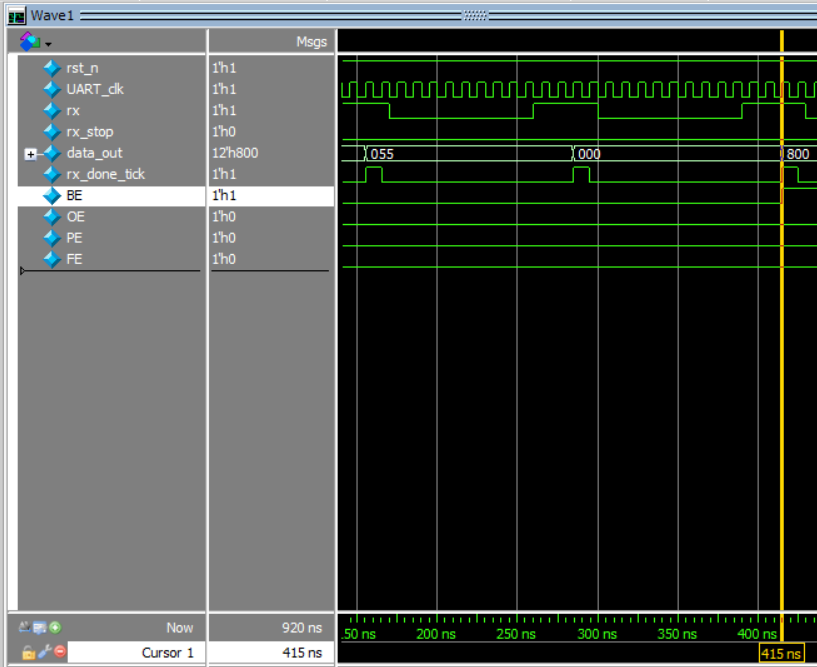 Wave1
Msgs
rst_n 1'h1
UART_clk 1'h1
rx 1'h1
rx_stop 1'h0
data_out 12'h800 055 000 800
rx_done_tick 1'h1
BE 1'h1
OE 1'h0
PE 1'h0
FE 1'h0
Now 920 ns 50 ns 200 ns 250 ns 300 ns 350 ns 400 ns
Cursor 1 415 ns 415 ns